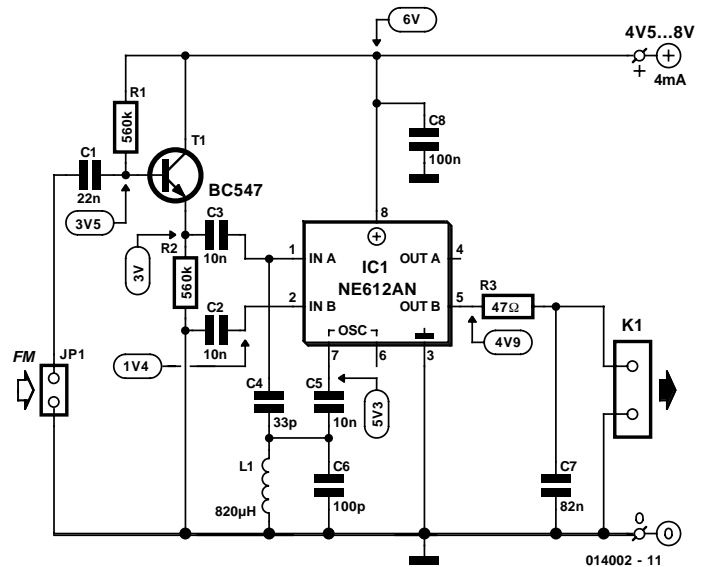 6V
4V5...8V
+
4mA
R1
560k
T1
C1
22n
BC547
C8
100n
3V5
3V
R2
560k
C3
10n
C2
10n
1V4
8
+
1
IN A
IC1
NE612AN
OUT A
4
2
IN B
OUT B
5
OSC
7
6
3
R3
47Ω
4V9
K1
FM
JP1
C4
33p
C5
10n
5V3
L1
820µH
C6
100p
C7
82n
0
0
014002 - 11